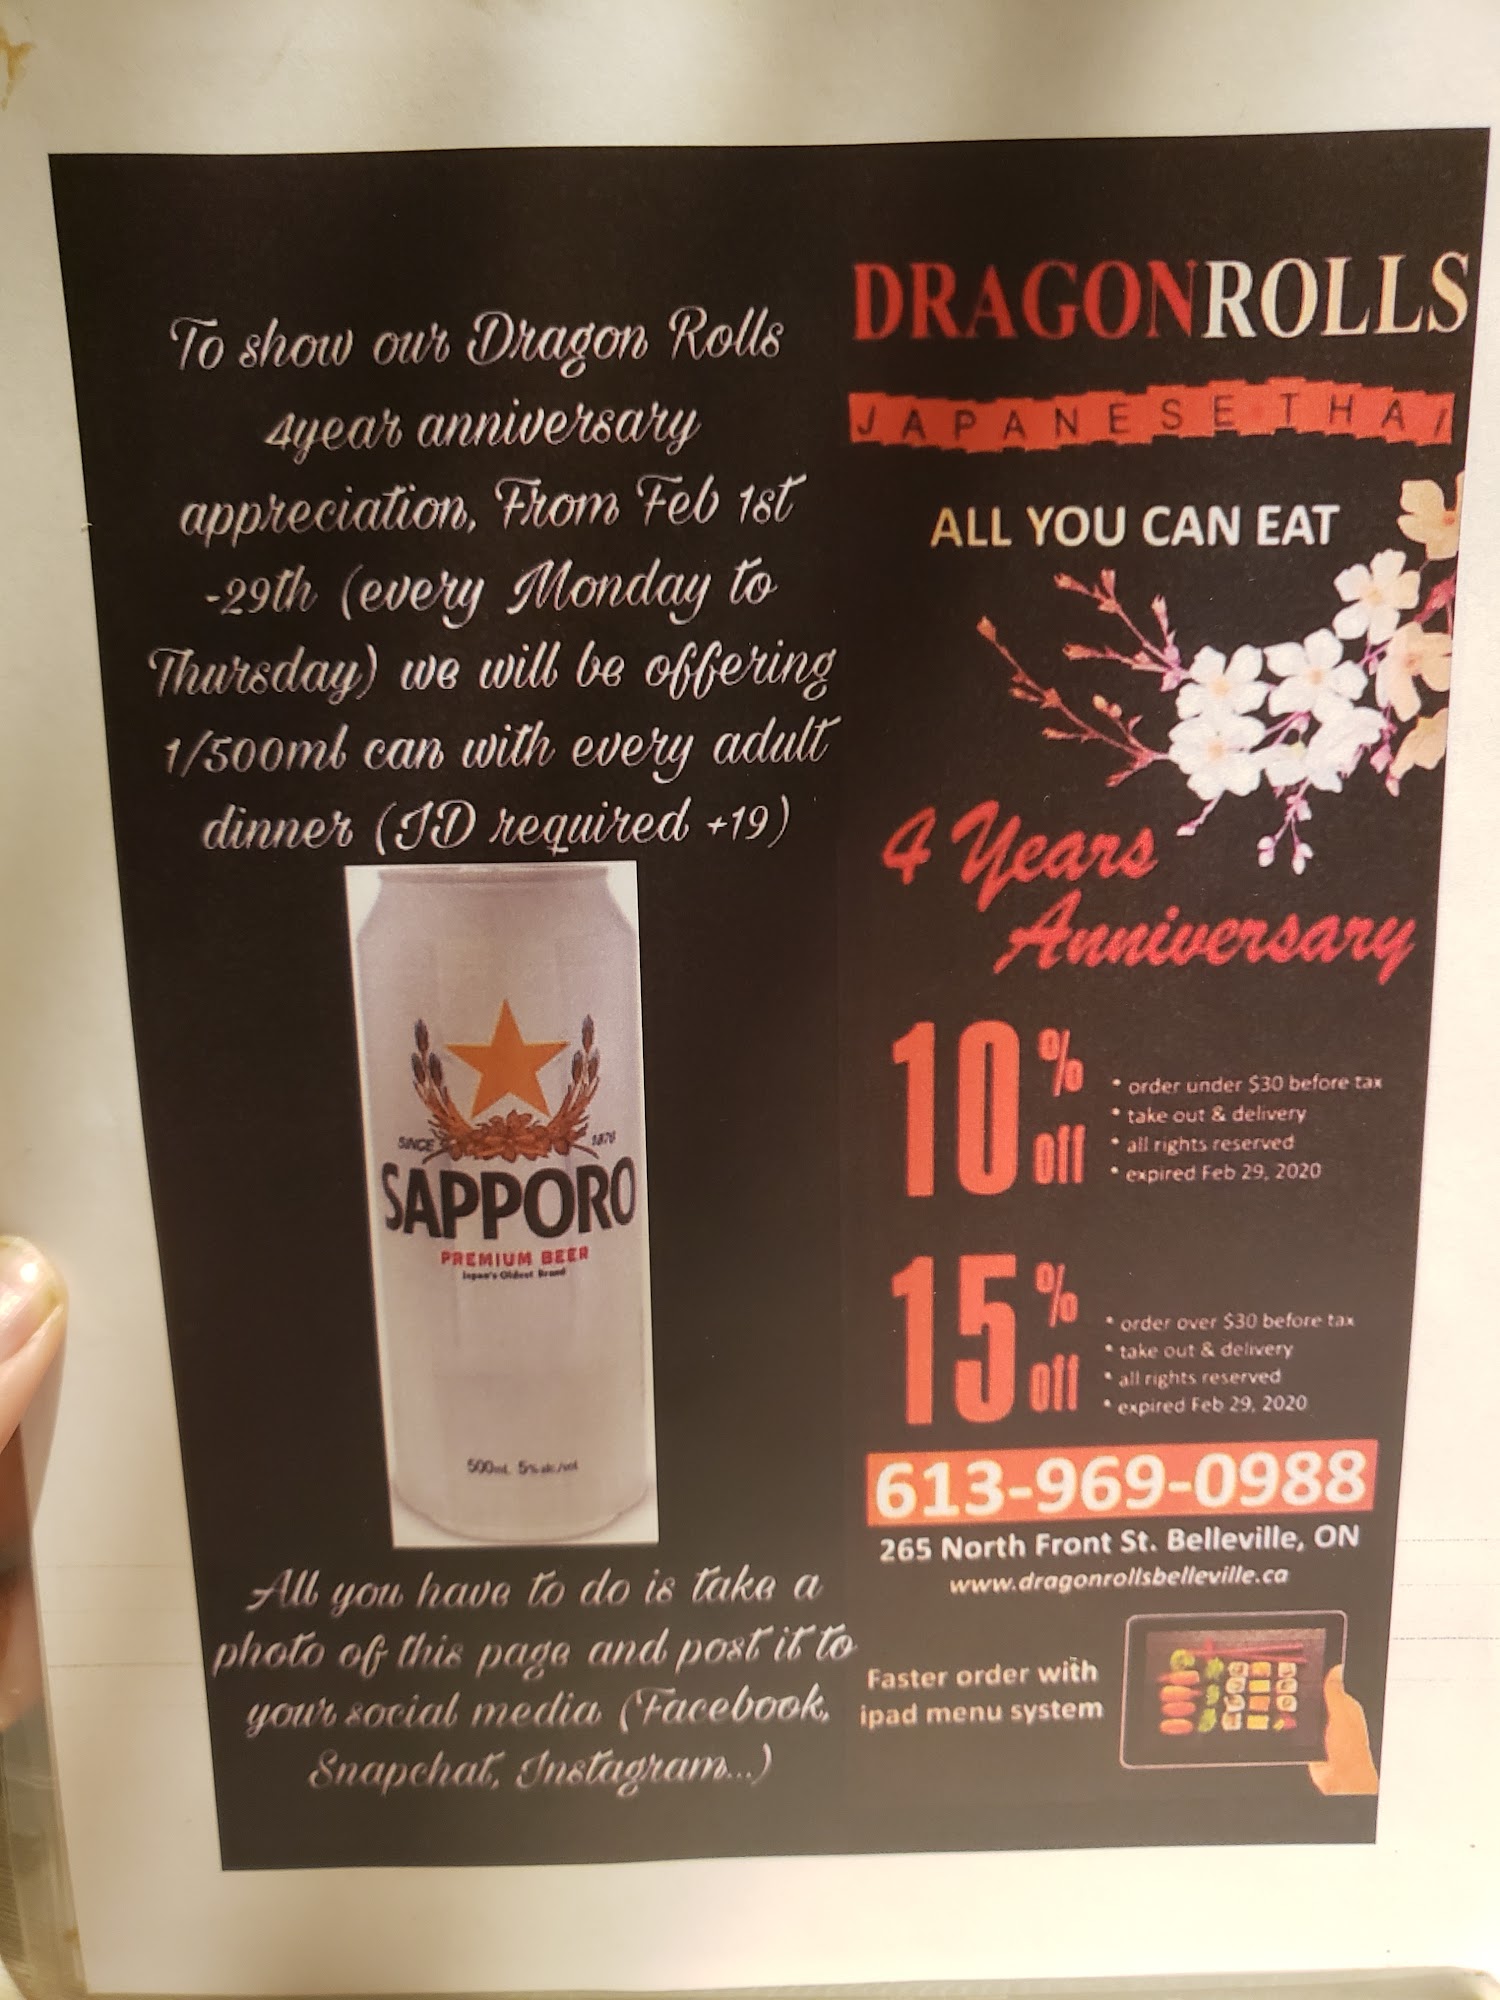 To show our Dragon Rolls
4year anniversary
appreciation, From Feb 1st
-29th (every Monday to
Thursday) we will be offering
1/500ml can with every adult
dinner (ID required +19)
SINCE 1876
SAPPORO
PREMIUM BEER
Japan's Oldest Brand
500mL 5% alc./vol
All you have to do is take a
photo of this page and post it to
your social media (Facebook,
Snapchat, Instagram...)
DRAGONROLLS
JAPANESE THAI
ALL YOU CAN EAT
4 Years
Anniversary
10% off
• order under $30 before tax
• take out & delivery
• all rights reserved
• expired Feb 29, 2020
15% off
• order over $30 before tax
• take out & delivery
• all rights reserved
• expired Feb 29, 2020
613-969-0988
265 North Front St. Belleville, ON
www.dragonrollsbelleville.ca
Faster order with
ipad menu system